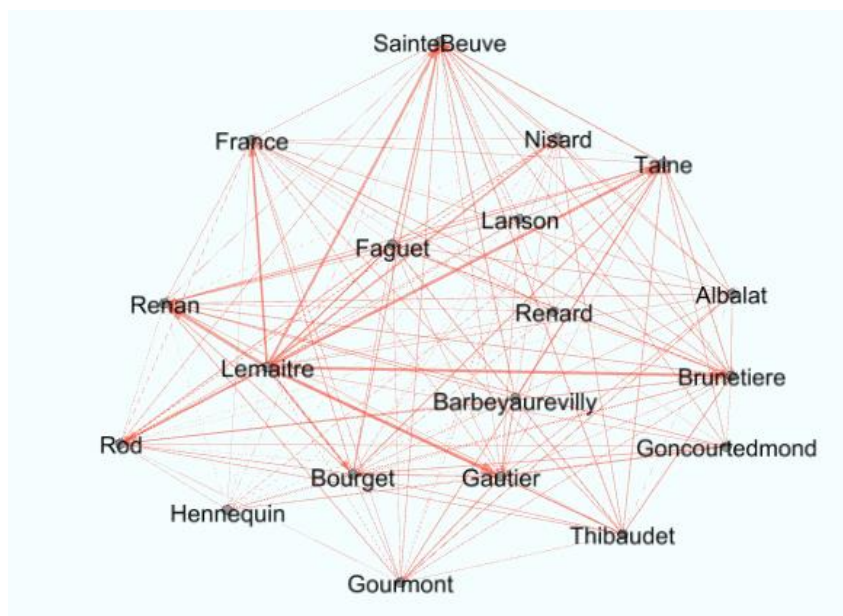 SainteBeuve
France
Nisard
Taine
Lanson
Faguet
Albalat
Renan
Renard
Lemaitre
Brunetiere
Barbeyaurevilly
Rod
Goncourtedmond
Bourget
Gautier
Hennequin
Thibaudet
Gourmont